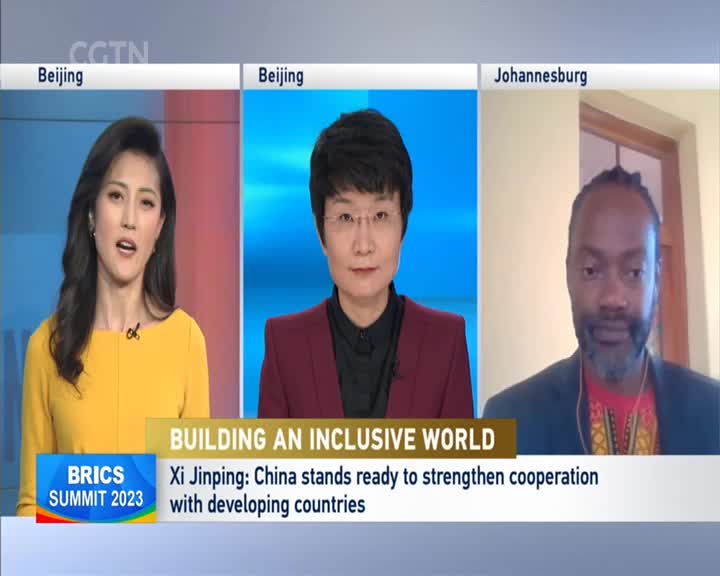 CGTN
Beijing
Beijing
Johannesburg
BUILDING AN INCLUSIVE WORLD
BRICS
SUMMIT 2023
Xi Jinping: China stands ready to strengthen cooperation
with developing countries